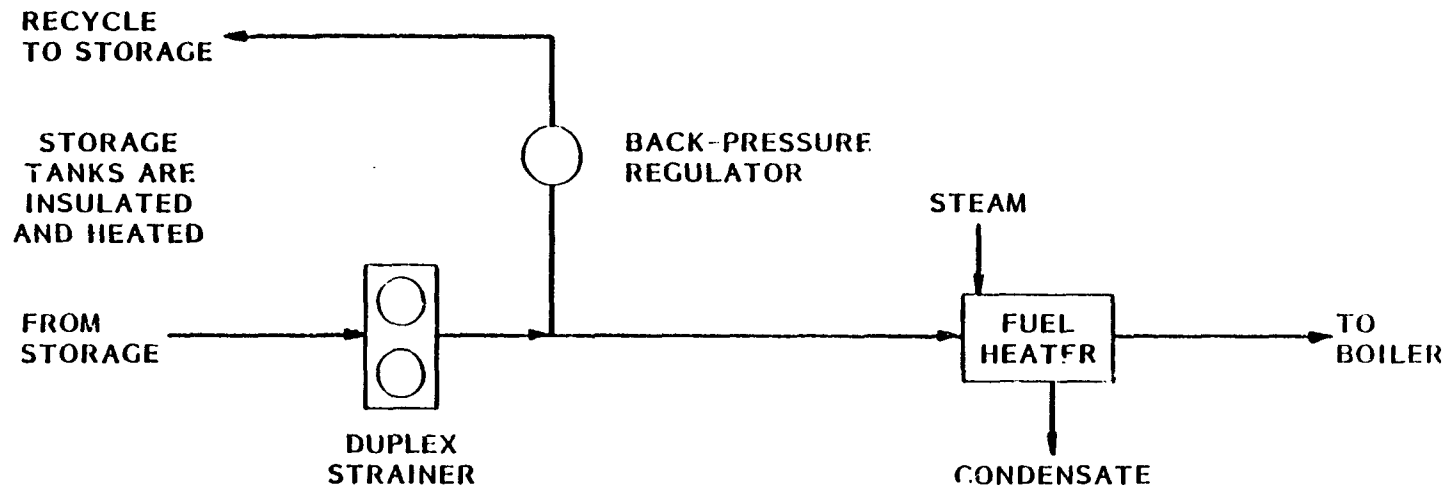 RECYCLE
TO STORAGE
STORAGE
TANKS ARE
INSULATED
AND HEATED
BACK-PRESSURE
REGULATOR
STEAM
FROM
STORAGE
FUEL
HEATER
TO
BOILER
DUPLEX
STRAINER
CONDENSATE